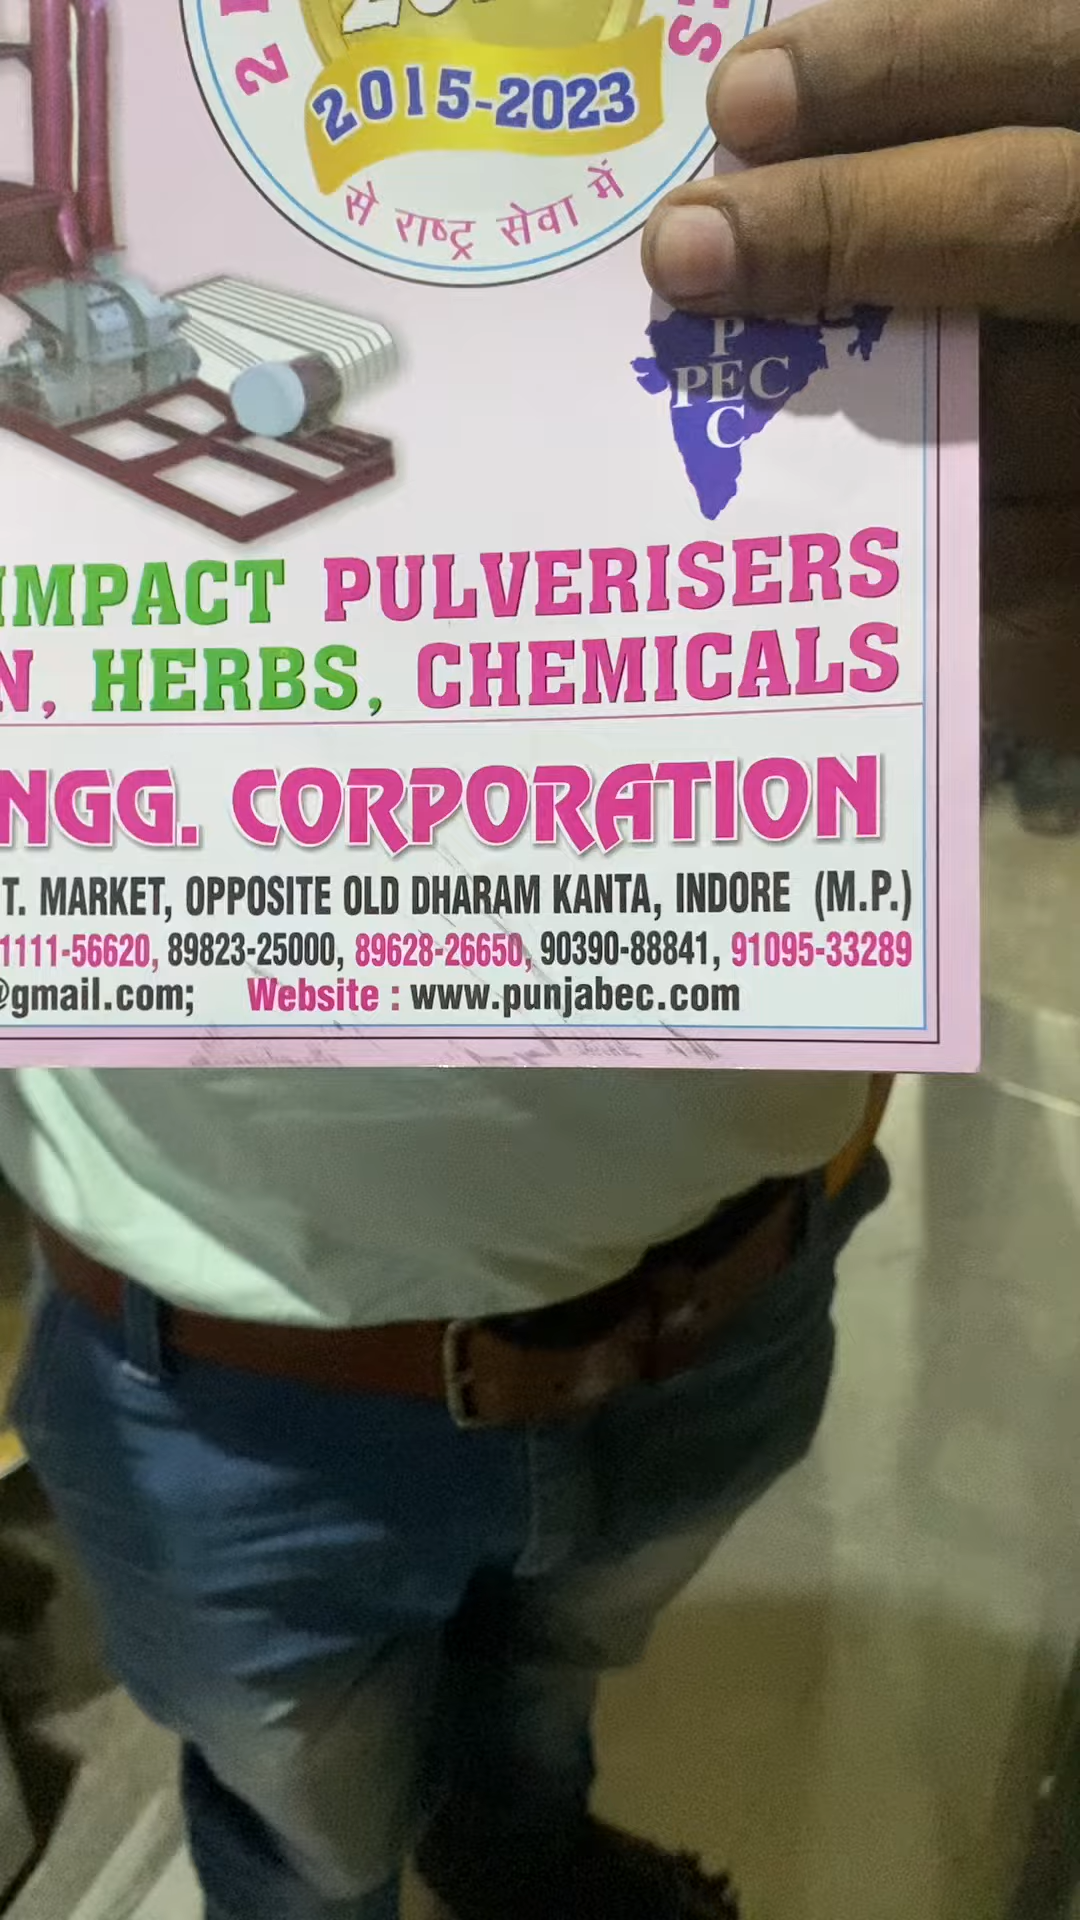 2015-2023
से राष्ट्र सेवा में
P
PEC
C
IMPACT PULVERISERS
HERBS, CHEMICALS
CORPORATION
T. MARKET, OPPOSITE OLD DHARAM KANTA, INDORE (M.P.)
1111-56620, 89823-25000, 89628-26650, 90390-88841, 91095-33289
@gmail.com; Website : www.punjabec.com